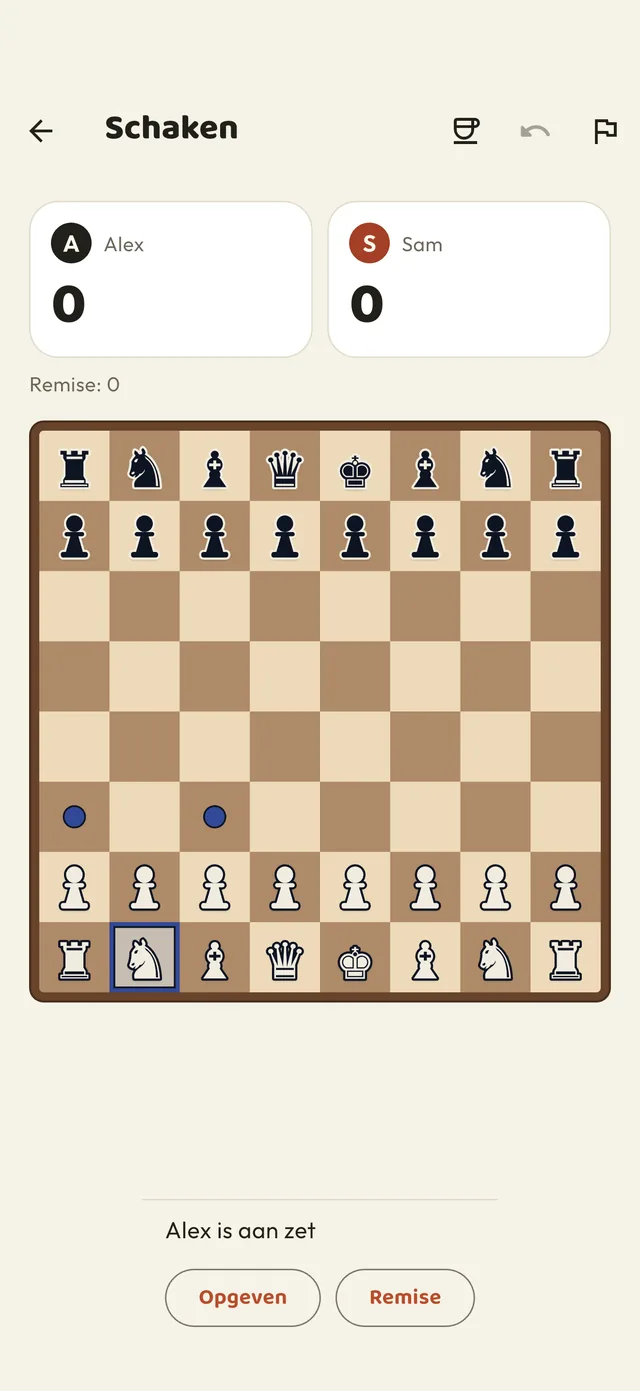 Schaken
A Alex
S Sam
0
0
Remise: 0
Alex is aan zet
Opgeven
Remise